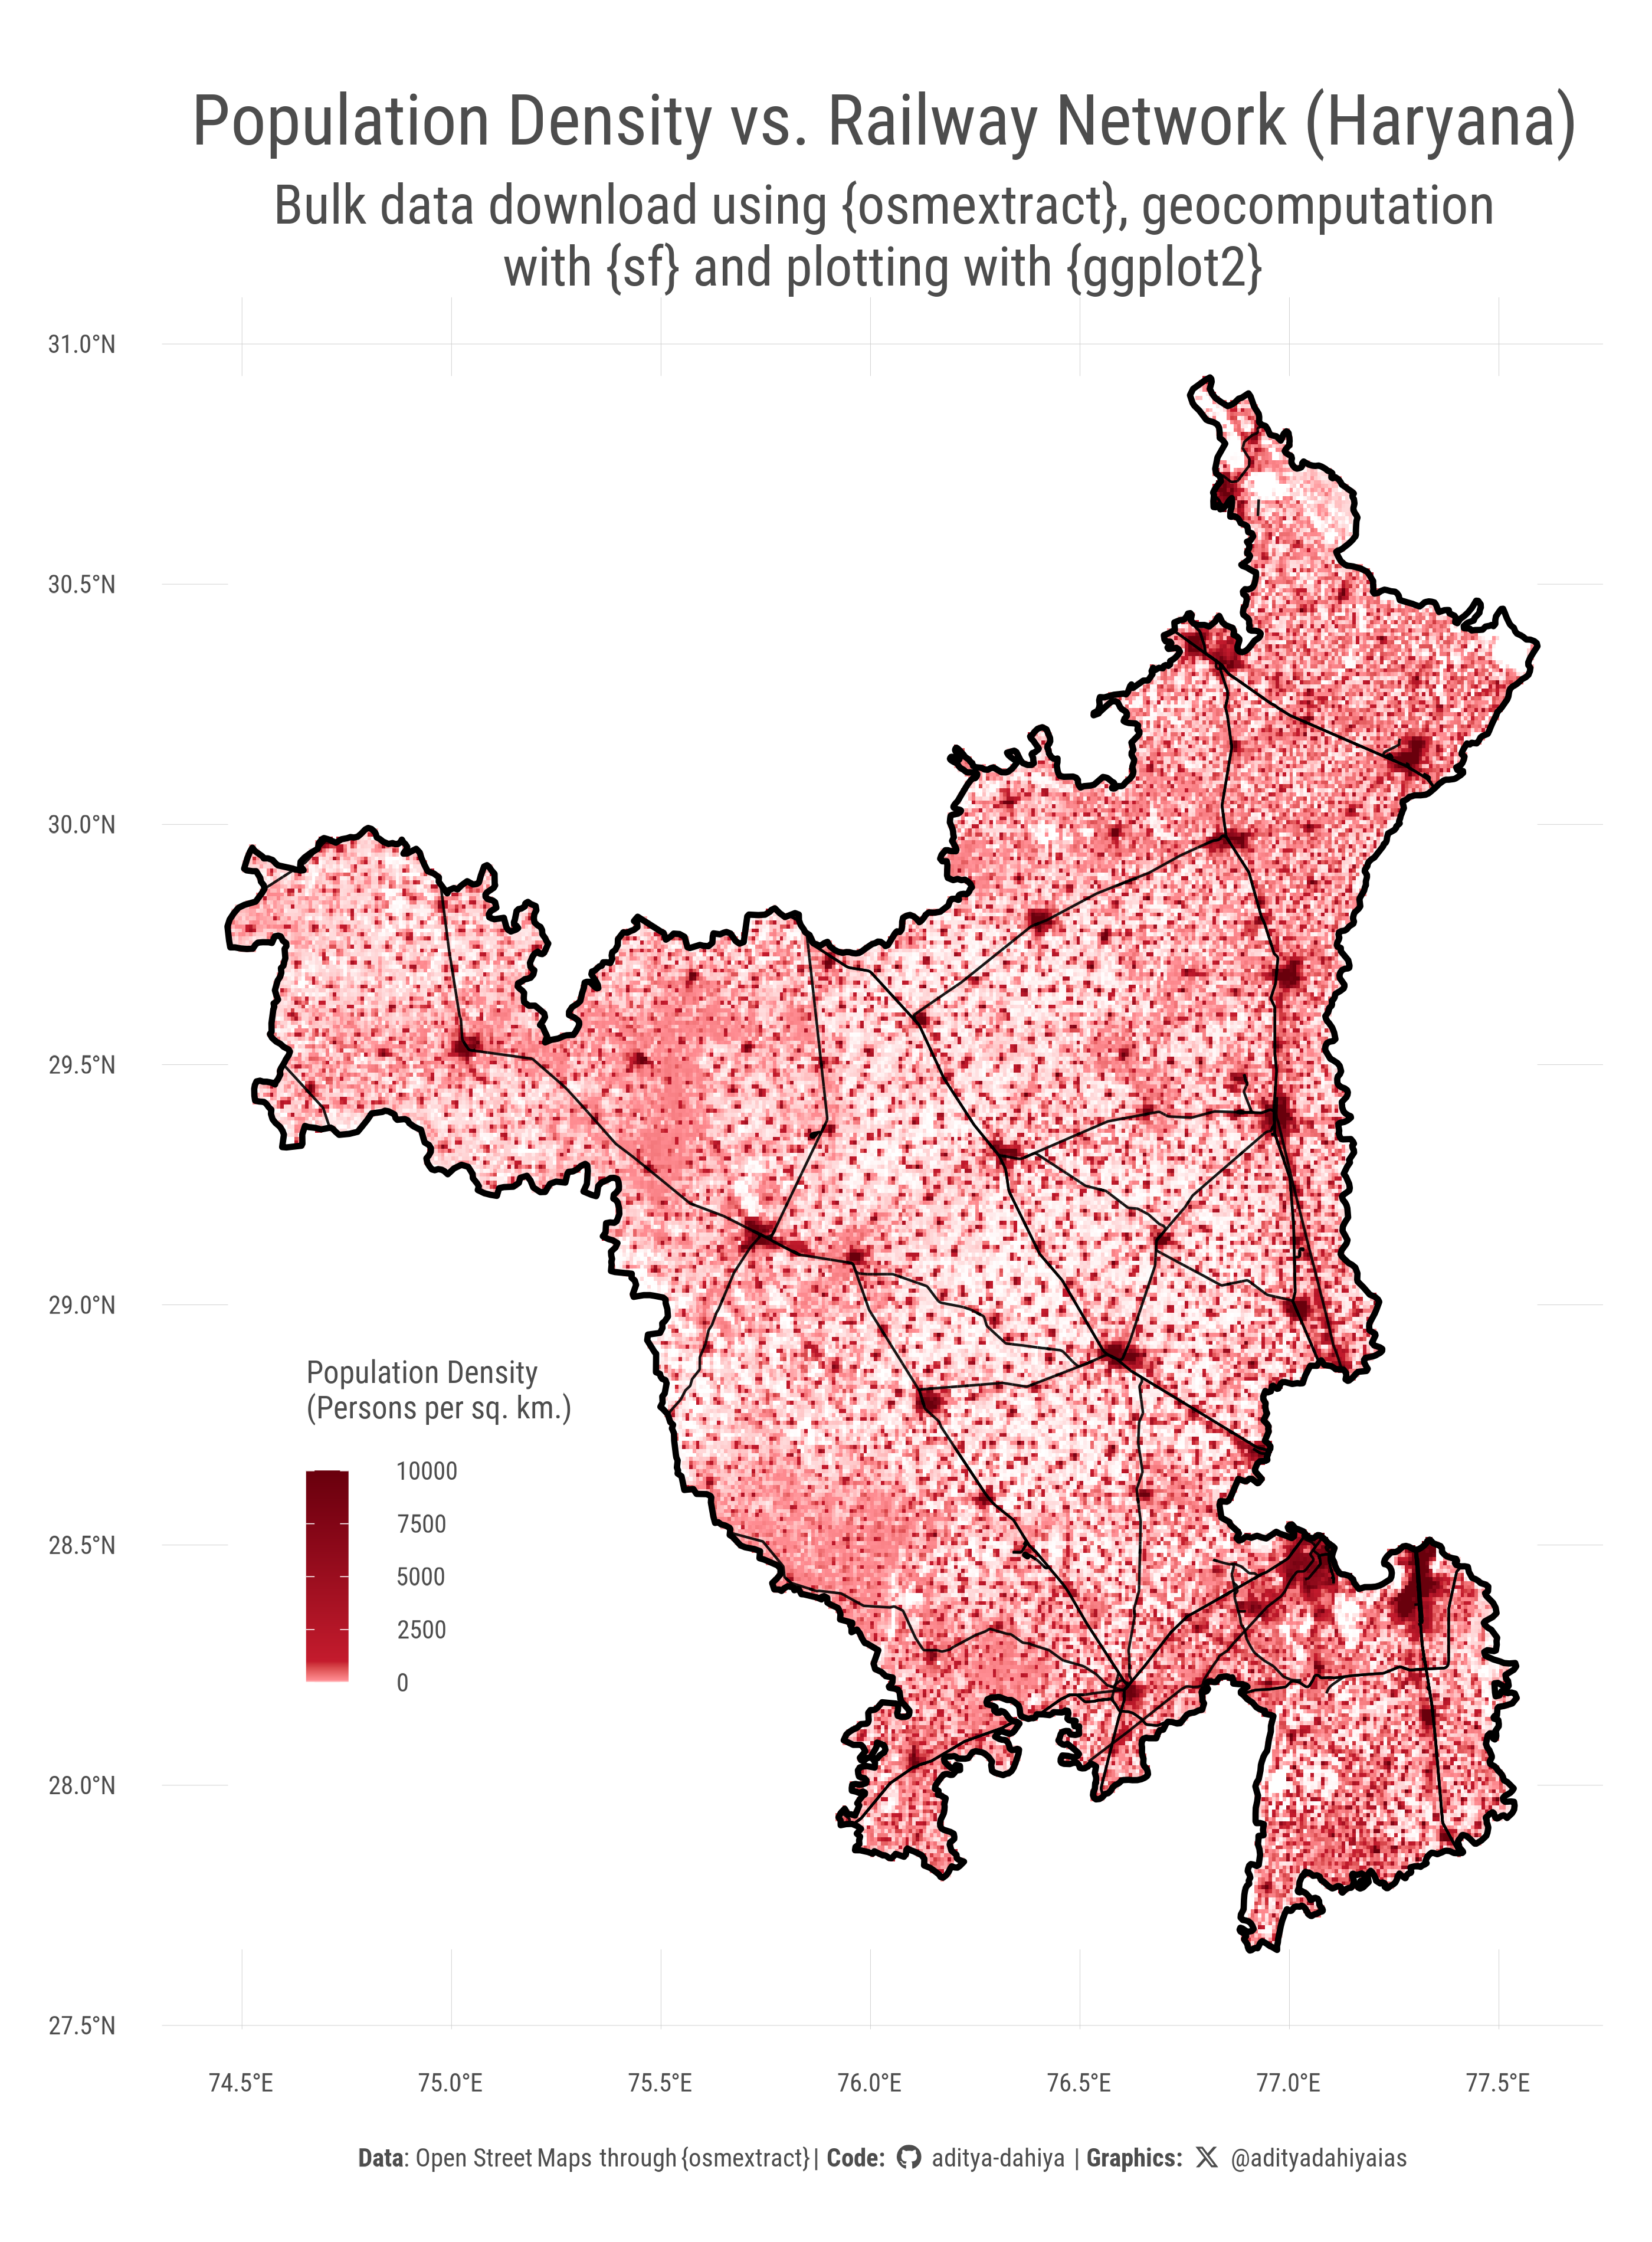 Population Density vs. Railway Network (Haryana)
Bulk data download using {osmextract}, geocomputation
with {sf} and plotting with {ggplot2}
31.0°N
30.5°N
30.0°N
29.5°N
29.0°N
28.5°N
28.0°N
27.5°N
Population Density
(Persons per sq. km.)
10000
7500
5000
2500
0
74.5°E 75.0°E 75.5°E 76.0°E 76.5°E 77.0°E 77.5°E
Data: Open Street Maps through {osmextract} | Code: aditya-dahiya | Graphics: @adityadahiyaias